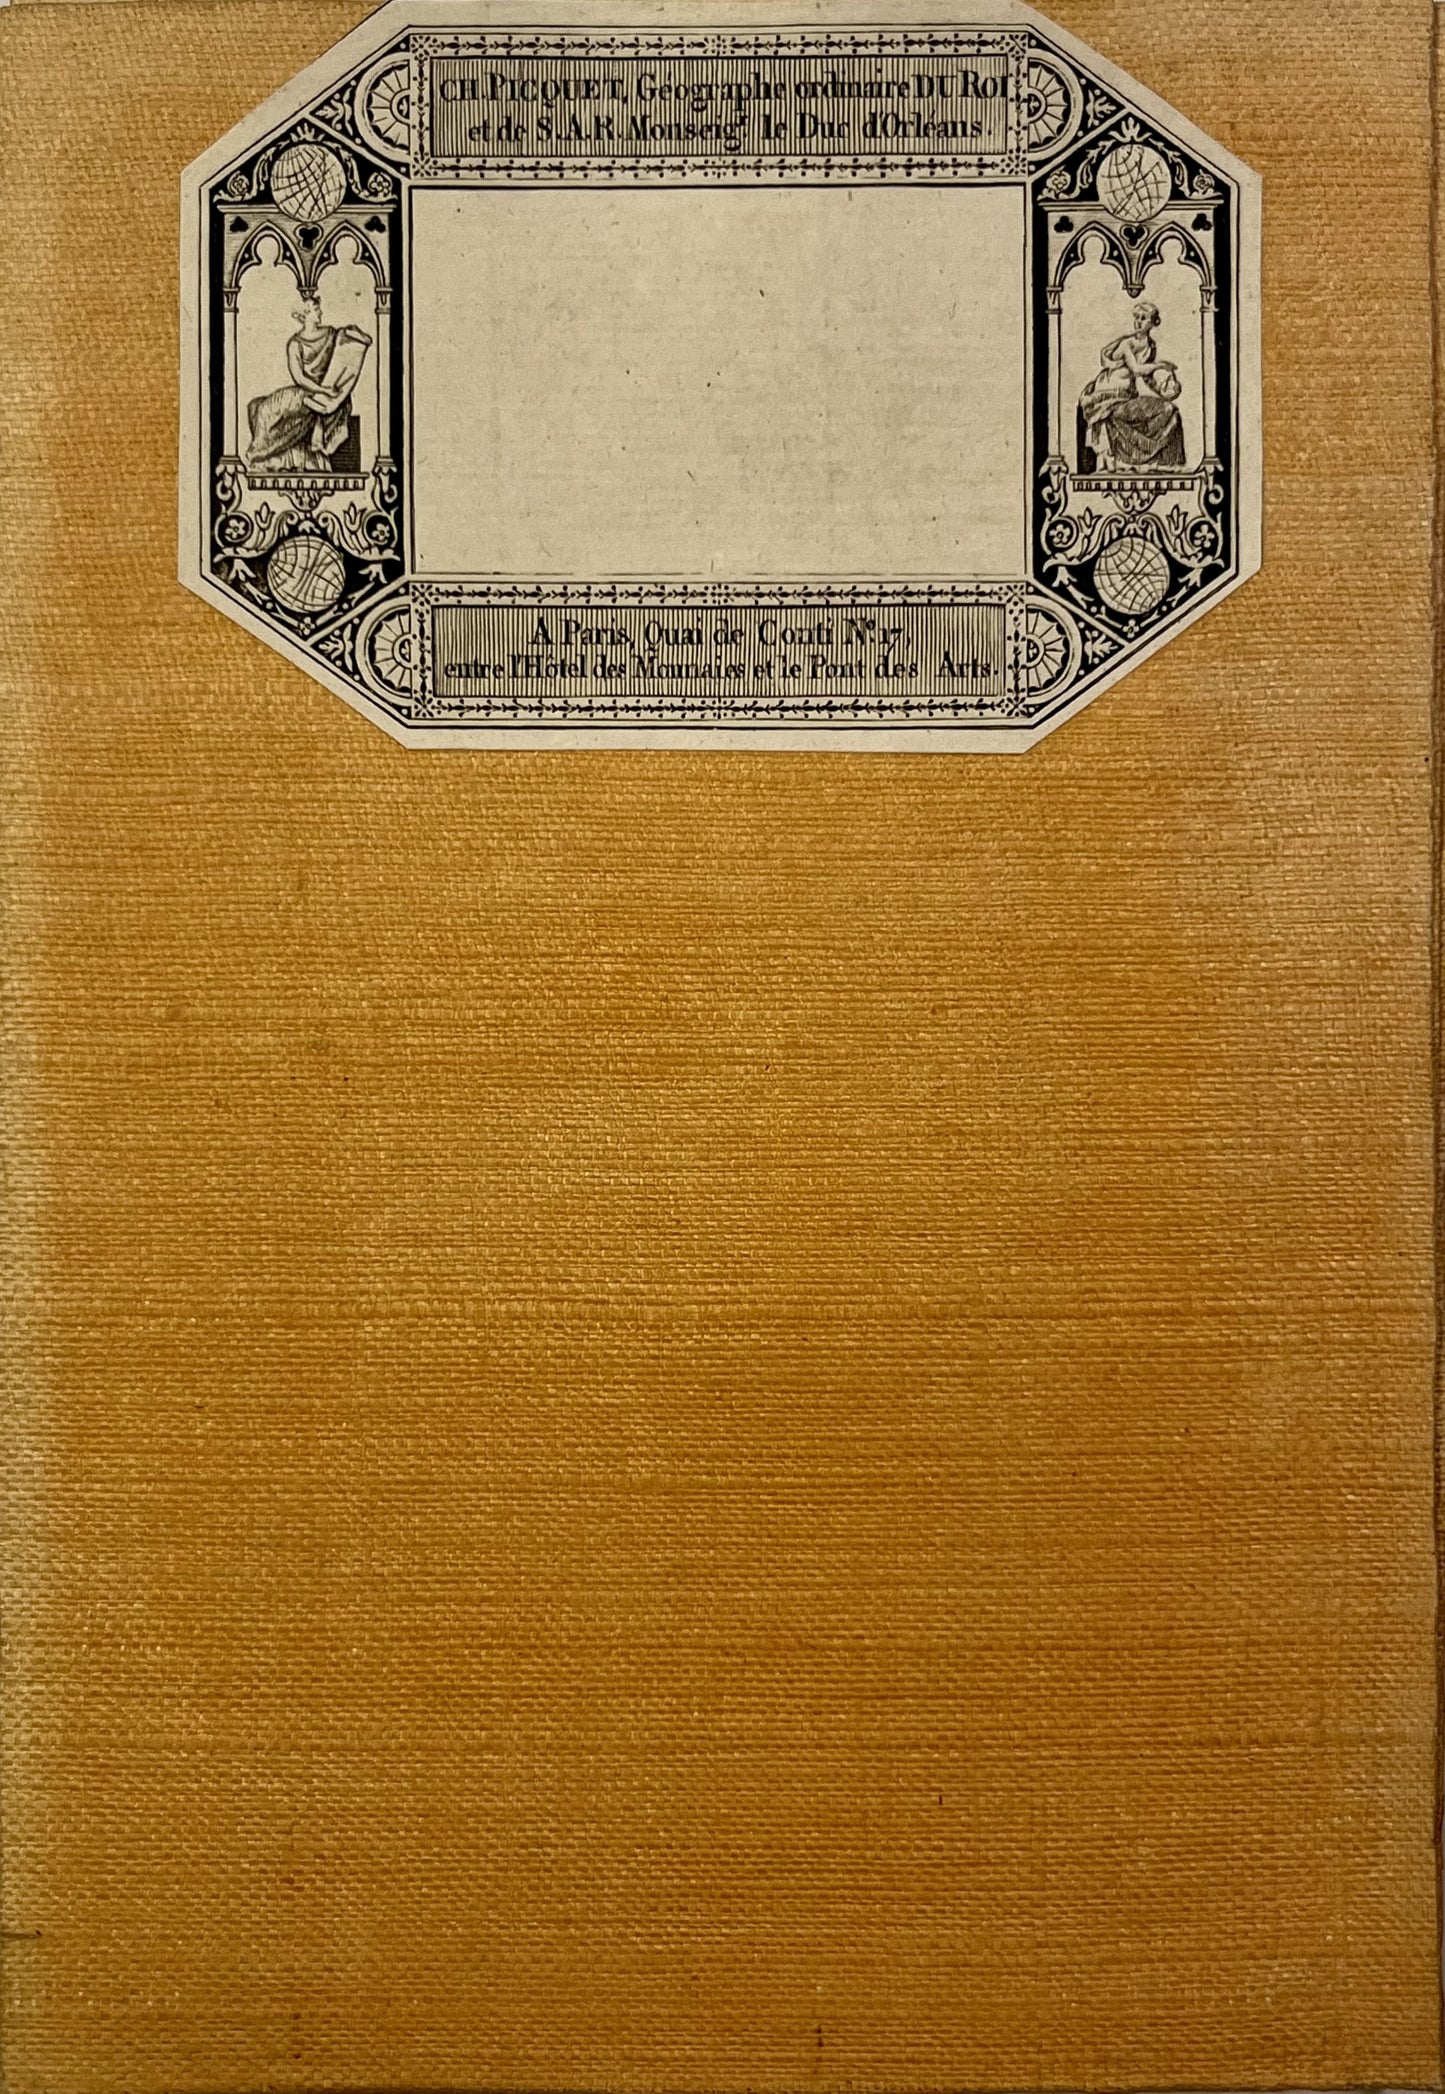 CH. PICQUET, Géographe ordinaire DU ROI
et de S.A.R. Monseigr. le Duc d'Orléans.
A Paris, Quai de Conti No. 17,
entre l'Hôtel des Monnaies et le Pont des Arts.